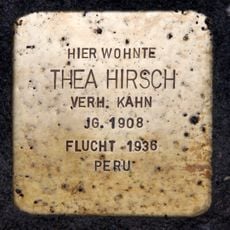 HIER WOHNTE
THEA HIRSCH
VERH. KAHN
JG. 1908
FLUCHT 1936
PERU